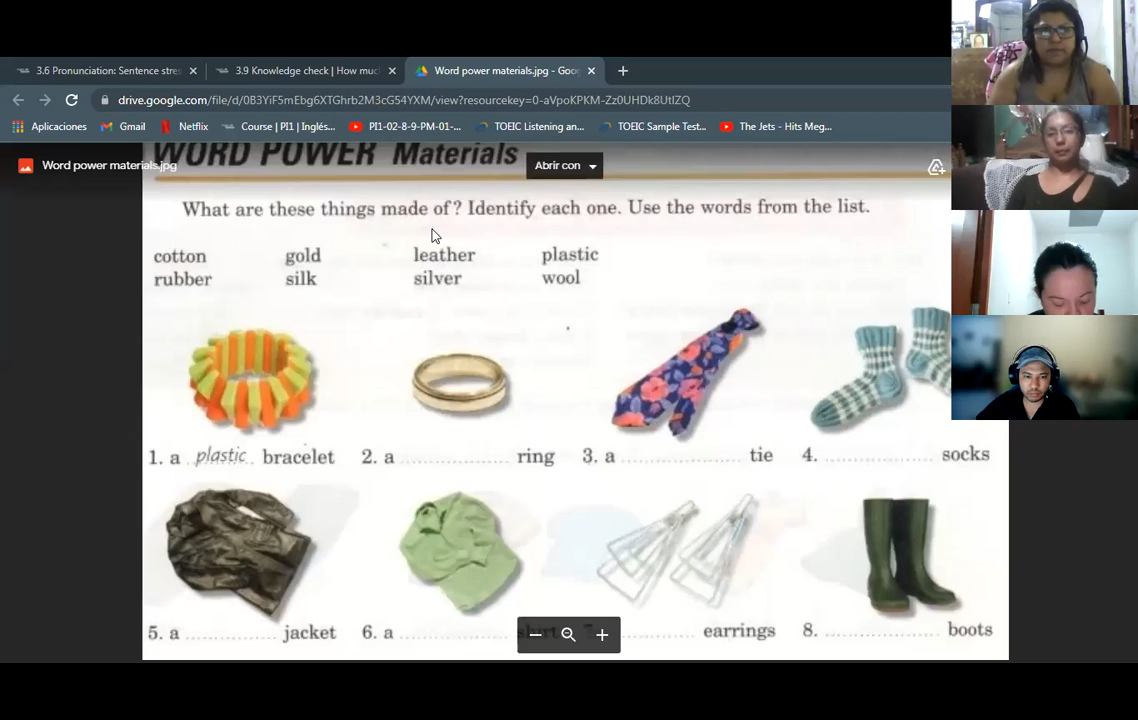 3.6 Pronunciation: Sentence stres
3.9 Knowledge check | How muc
Word power materials.jpg - Goo
drive.google.com/file/d/0B3YiF5mEbg6XTGhrb2M3cG54YXM/view?resourcekey=0-aVpoKPKM-Zz0UHDk8UtIZQ
Aplicaciones
Gmail
Netflix
Course | PI1 | Inglés...
PI1-02-8-9-PM-01-...
TOEIC Listening an...
TOEIC Sample Test...
The Jets - Hits Meg...
WORD POWER Materials
Word power materials.jpg
Abrir con
What are these things made of? Identify each one. Use the words from the list.
cotton gold leather plastic
rubber silk silver wool
1. a plastic bracelet 2. a ............ ring 3. a ............ tie 4. ............ socks
5. a ............ jacket 6. a ............ shirt 7. ............ earrings 8. ............ boots